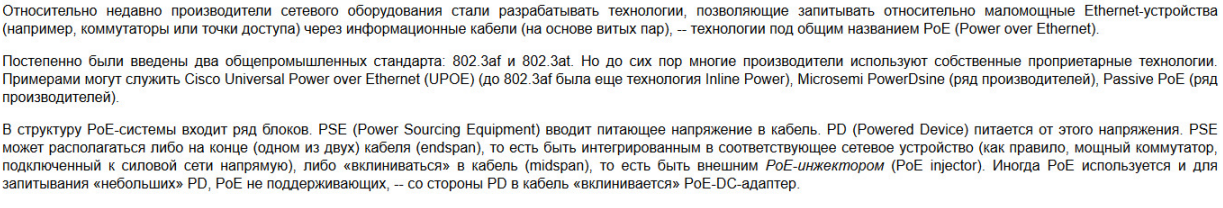 Относительно недавно производители сетевого оборудования стали разрабатывать технологии, позволяющие запитывать относительно маломощные Ethernet-устройства
(например, коммутаторы или точки доступа) через информационные кабели (на основе витых пар), -- технологии под общим названием PoE (Power over Ethernet).
Постепенно были введены два общепромышленных стандарта: 802.3af и 802.3at. Но до сих пор многие производители используют собственные проприетарные технологии.
Примерами могут служить Cisco Universal Power over Ethernet (UPOE) (до 802.3af была еще технология Inline Power), Microsemi PowerDsine (ряд производителей), Passive PoE (ряд
производителей).
В структуру PoE-системы входит ряд блоков. PSE (Power Sourcing Equipment) вводит питающее напряжение в кабель. PD (Powered Device) питается от этого напряжения. PSE
может располагаться либо на конце (одном из двух) кабеля (endspan), то есть быть интегрированным в соответствующее сетевое устройство (как правило, мощный коммутатор,
подключенный к силовой сети напрямую), либо «вклиниваться» в кабель (midspan), то есть быть внешним PoE-инжектором (PoE injector). Иногда PoE используется и для
запитывания «небольших» PD, PoE не поддерживающих, -- со стороны PD в кабель «вклинивается» PoE-DC-адаптер.